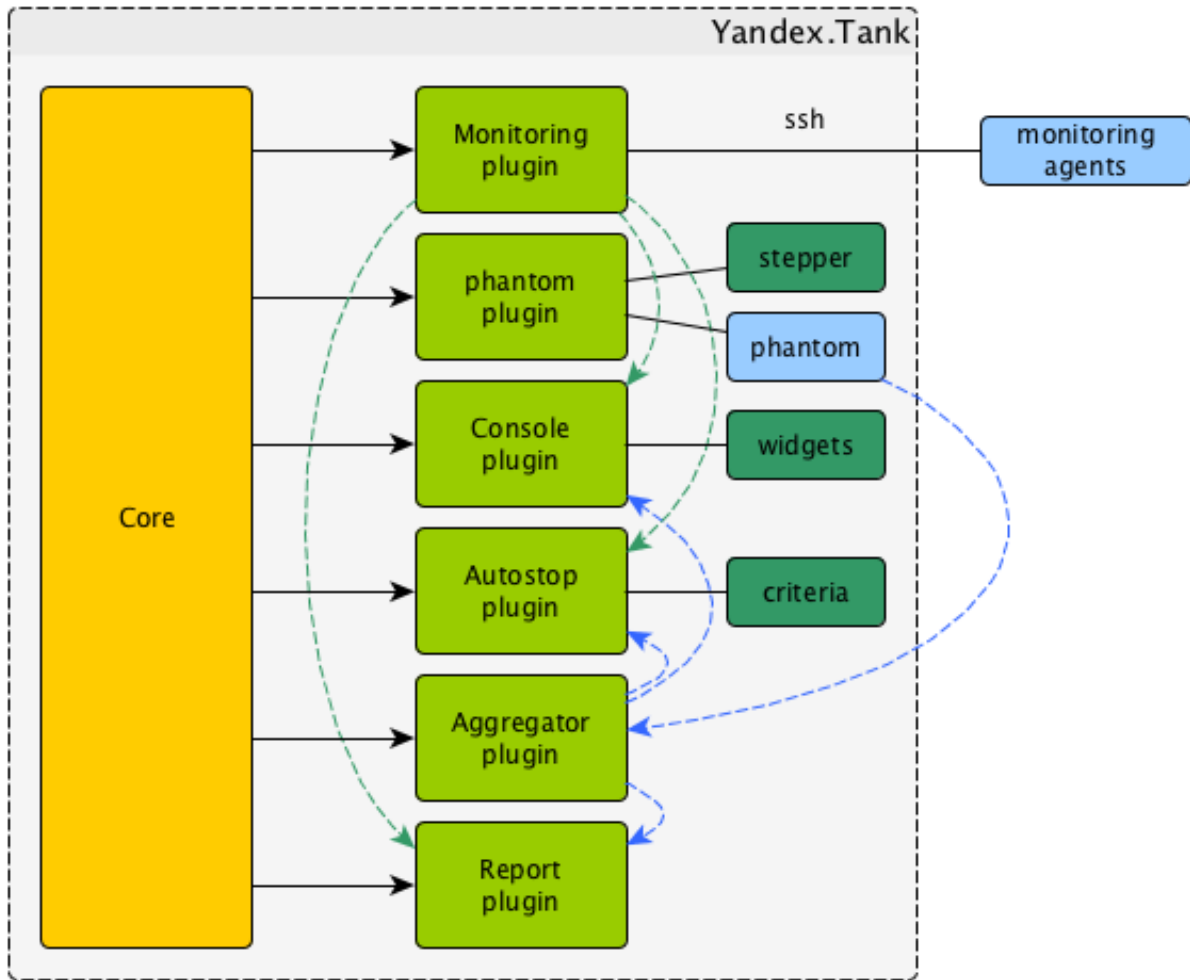 Yandex.Tank
Core
Monitoring
plugin
ssh
monitoring
agents
phantom
plugin
stepper
phantom
Console
plugin
widgets
Autostop
plugin
criteria
Aggregator
plugin
Report
plugin